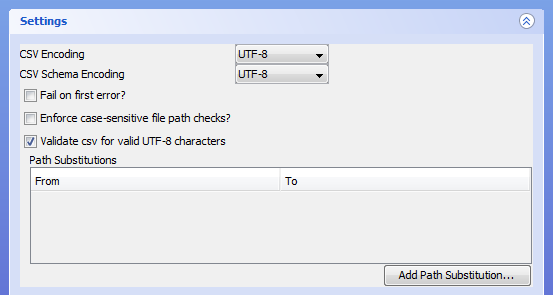 Settings
CSV Encoding UTF-8
CSV Schema Encoding UTF-8
Fail on first error?
Enforce case-sensitive file path checks?
Validate csv for valid UTF-8 characters
Path Substitutions
From To
Add Path Substitution...